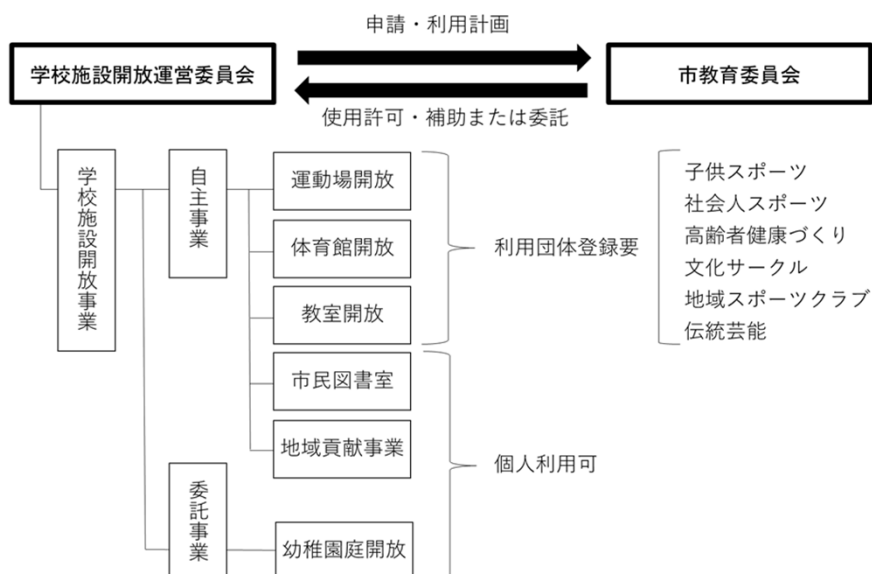 申請・利用計画
学校施設開放運営委員会
市教育委員会
使用許可・補助または委託
学校施設開放事業
自主事業
運動場開放
体育館開放
教室開放
市民図書室
地域貢献事業
利用団体登録要
子供スポーツ
社会人スポーツ
高齢者健康づくり
文化サークル
地域スポーツクラブ
伝統芸能
委託事業
幼稚園庭開放
個人利用可